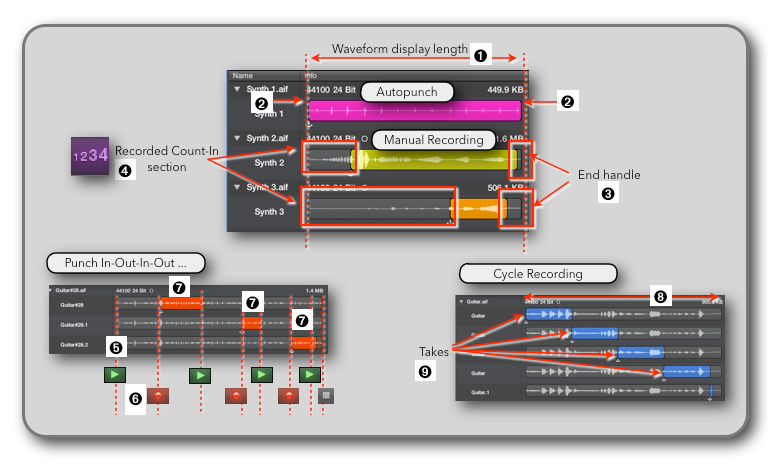 Waveform display length ❶
Name Info
Synth 1.aif 44100 24 Bit 449.9 KB
Autopunch
❷ ❷
Synth 1
Synth 2.aif 44100 24 Bit 1.6 MB
Manual Recording
1234
Recorded Count-In
section
❹
Synth 2
End handle
❸
Synth 3.aif 44100 24 Bit 506.1 KB
Synth 3
Punch In-Out-In-Out ...
❼
Guitar#28.aif 44100 24 Bit 1.4 MB
Guitar#28
❼
Guitar#28.1
❼
Guitar#28.2
❺
❻
Cycle Recording
❽
Guitar.aif 44100 24 Bit
Guitar
Guitar
Takes
❾
Guitar
Guitar
Guitar.1